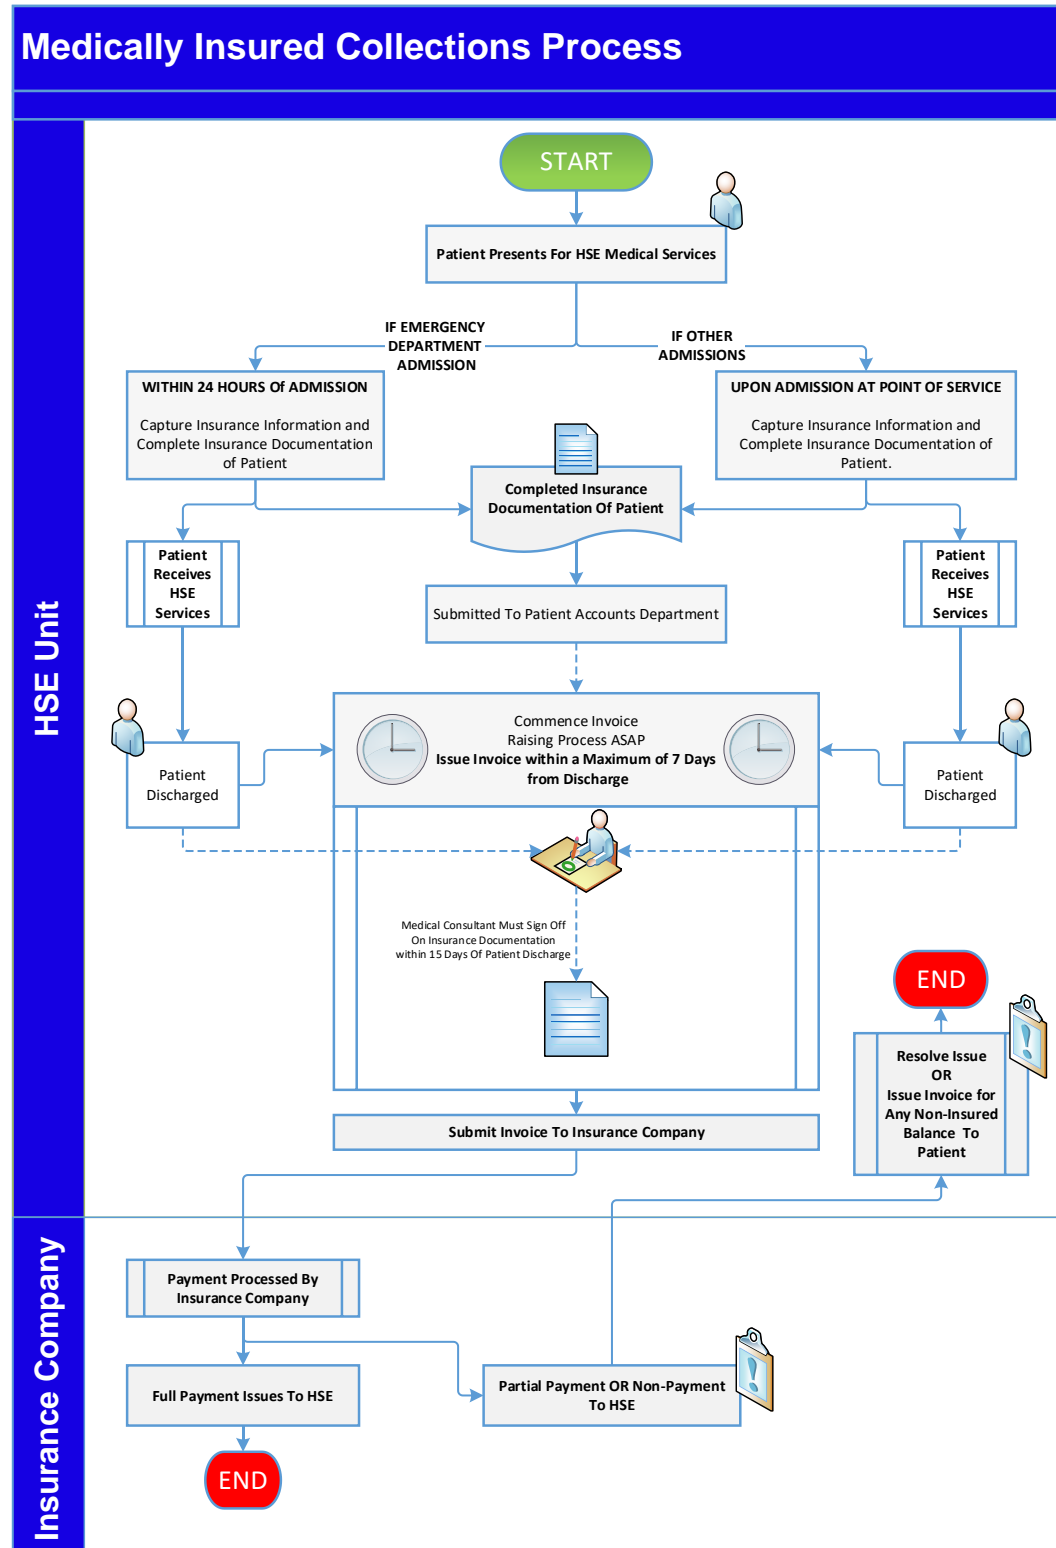 Medically Insured Collections Process
HSE Unit
START
Patient Presents For HSE Medical Services
IF EMERGENCY
DEPARTMENT
ADMISSION
IF OTHER
ADMISSIONS
WITHIN 24 HOURS Of ADMISSION
Capture Insurance Information and
Complete Insurance Documentation
of Patient
UPON ADMISSION AT POINT OF SERVICE
Capture Insurance Information and
Complete Insurance Documentation of
Patient.
Completed Insurance
Documentation Of Patient
Patient
Receives
HSE
Services
Patient
Receives
HSE
Services
Submitted To Patient Accounts Department
Commence Invoice
Raising Process ASAP
Issue Invoice within a Maximum of 7 Days
from Discharge
Patient
Discharged
Patient
Discharged
Medical Consultant Must Sign Off
On Insurance Documentation
within 15 Days Of Patient Discharge
END
Resolve Issue
OR
Issue Invoice for
Any Non-Insured
Balance To
Patient
Submit Invoice To Insurance Company
Insurance Company
Payment Processed By
Insurance Company
Full Payment Issues To HSE
Partial Payment OR Non-Payment
To HSE
END